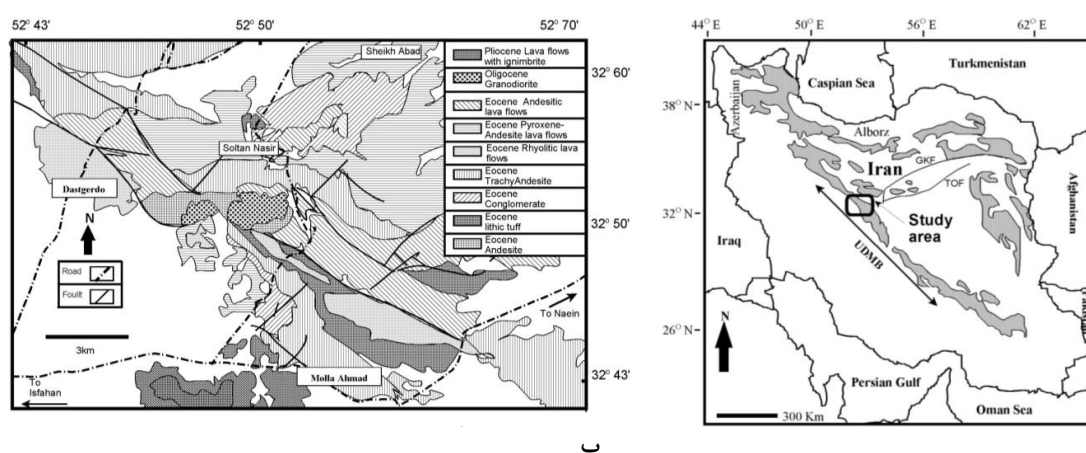 52° 43'
52° 50'
52° 70'
Sheikh Abad
Pliocene Lava flows
with ignimbrite
Oligocene
Granodiorite
Eocene Andesitic
lava flows
Eocene Pyroxene-
Andesite lava flows
Eocene Rhyolitic lava
flows
Eocene
TrachyAndesite
Eocene
Conglomerate
Eocene
lithic tuff
Eocene
Andesite
32° 60'
32° 50'
32° 43'
Soltan Nasir
Dastgerdo
N
Road
Foullt
3km
To Naein
To
Isfahan
Molla Ahmad
ب
44° E
50° E
56° E
62° E
38° N
32° N
26° N
Caspian Sea
Turkmenistan
Azerbaijan
Alborz
Iran
GKF
TOF
Afghanistan
Study
area
Iraq
UDMB
N
Persian Gulf
Oman Sea
300 Km